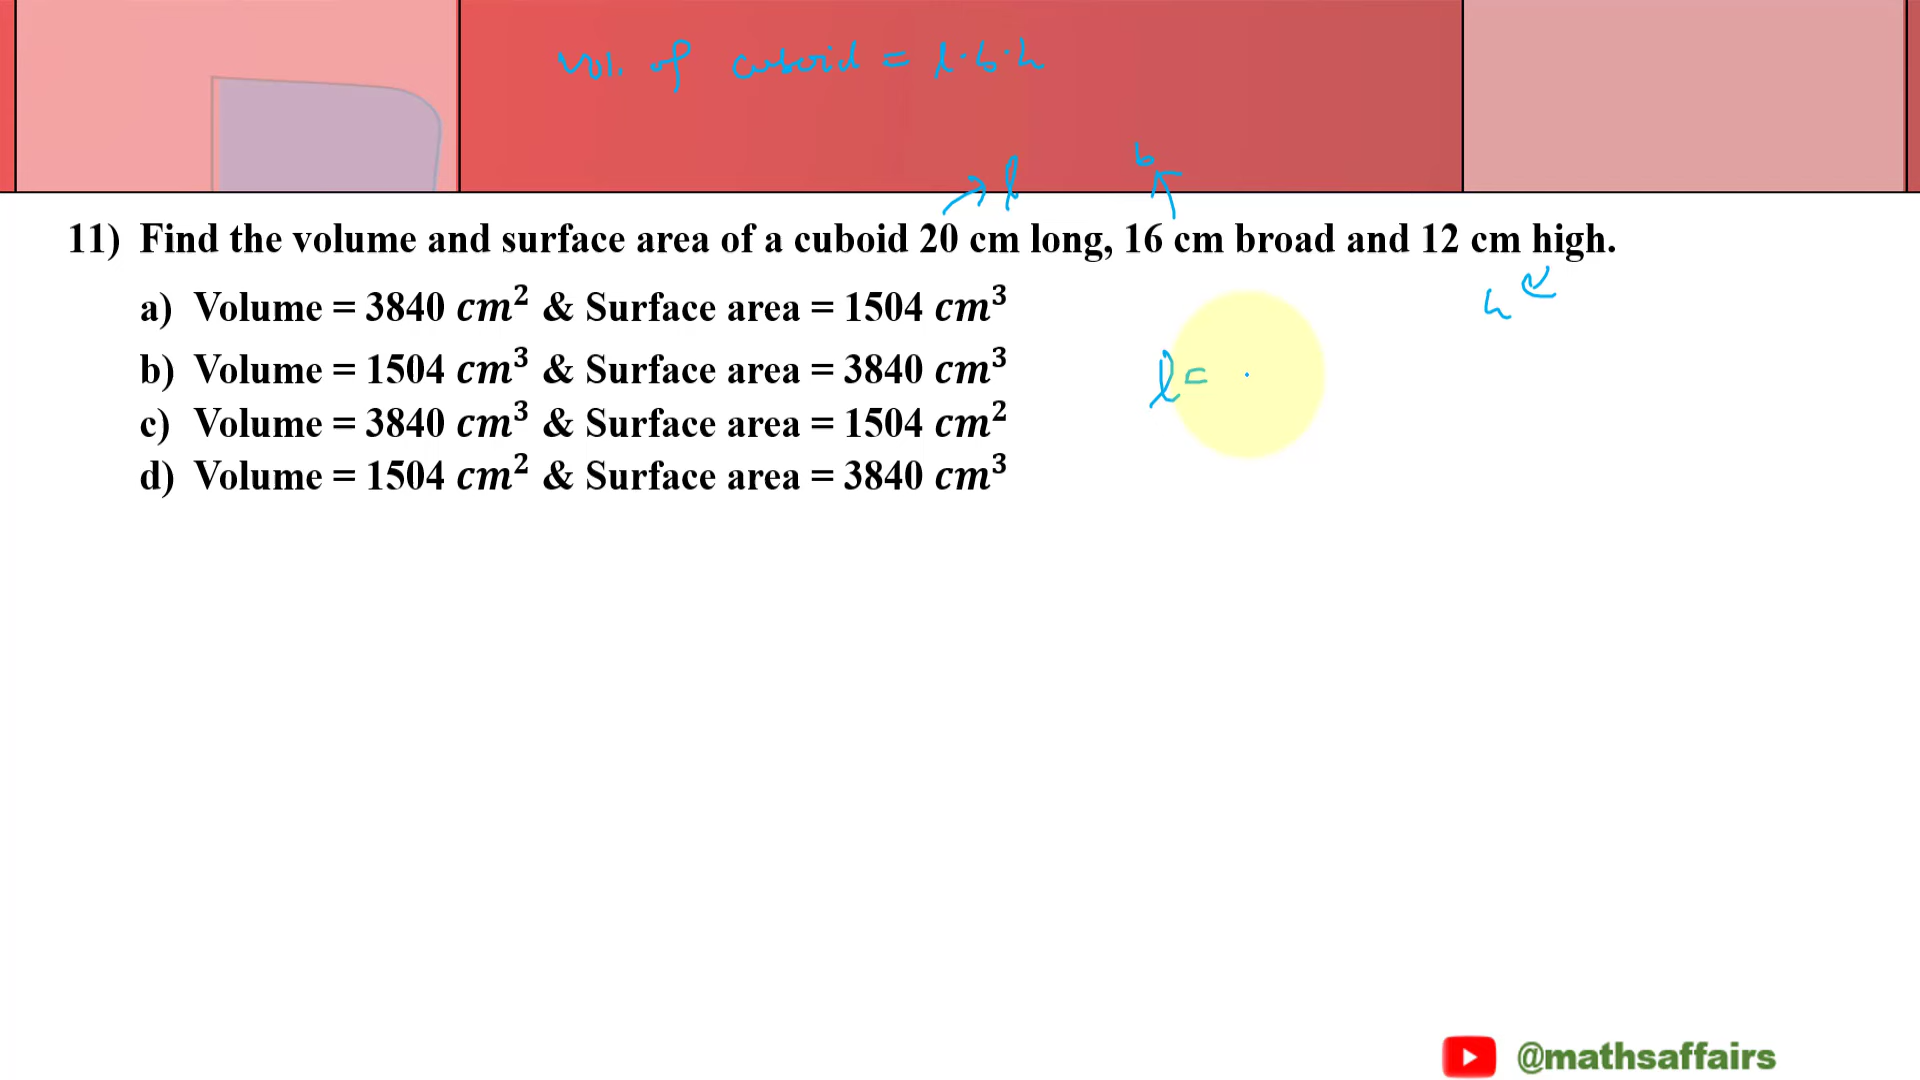 Vol. of cuboid = l·b·h
l
b
11) Find the volume and surface area of a cuboid 20 cm long, 16 cm broad and 12 cm high.
h
a) Volume = 3840 cm² & Surface area = 1504 cm³
b) Volume = 1504 cm³ & Surface area = 3840 cm³
l =
c) Volume = 3840 cm³ & Surface area = 1504 cm²
d) Volume = 1504 cm² & Surface area = 3840 cm³
@mathsaffairs